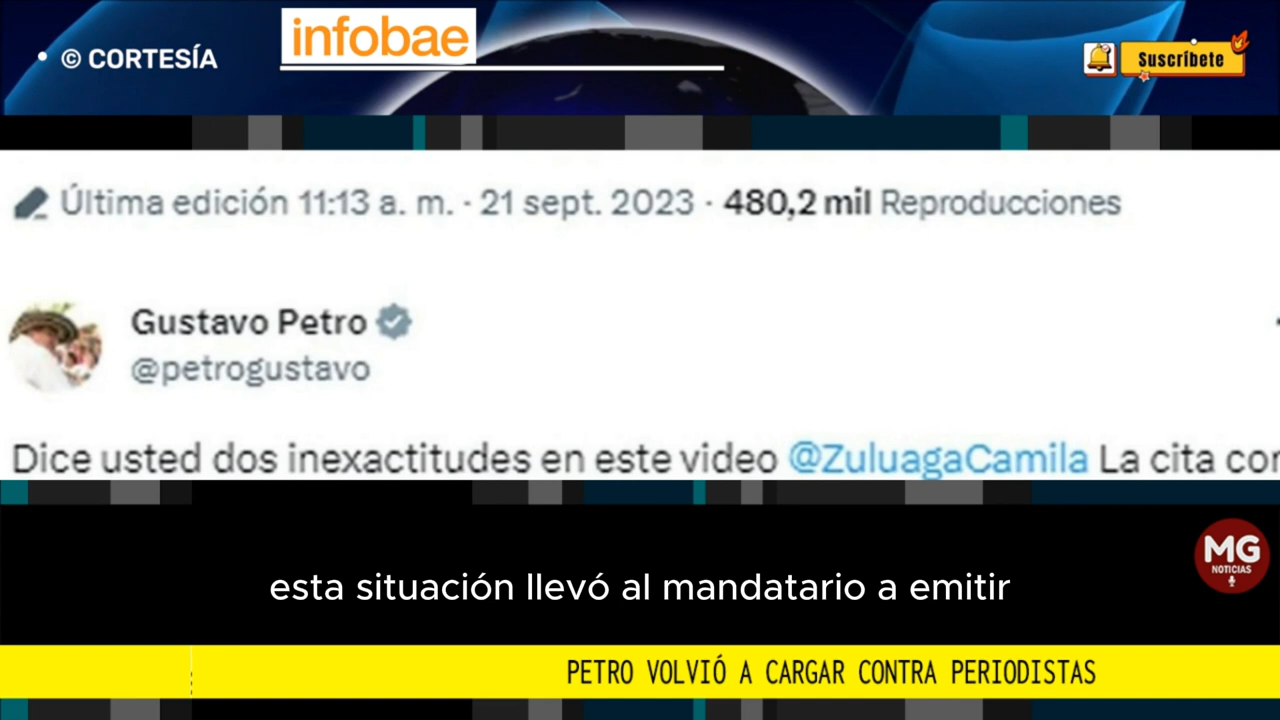 infobae
• © CORTESÍA
Suscríbete
Última edición 11:13 a. m. · 21 sept. 2023 · 480,2 mil Reproducciones
Gustavo Petro
@petrogustavo
Dice usted dos inexactitudes en este video @ZuluagaCamila La cita
MG
NOTICIAS
esta situación llevó al mandatario a emitir
PETRO VOLVIÓ A CARGAR CONTRA PERIODISTAS